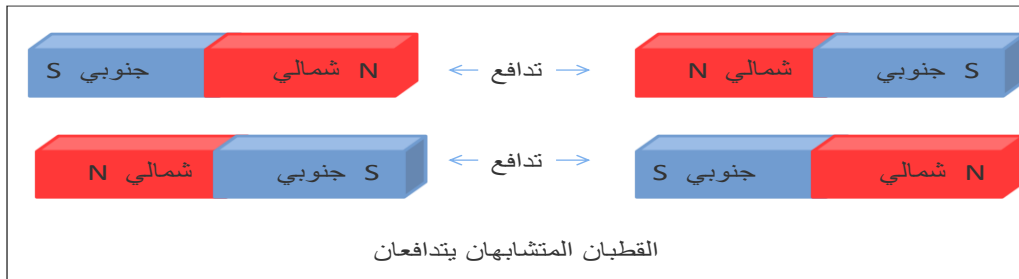 S جنوبي شمالي N ← تدافع → N شمالي جنوبي S
N شمالي جنوبي S ← تدافع → S جنوبي شمالي N
القطبان المتشابهان يتدافعان